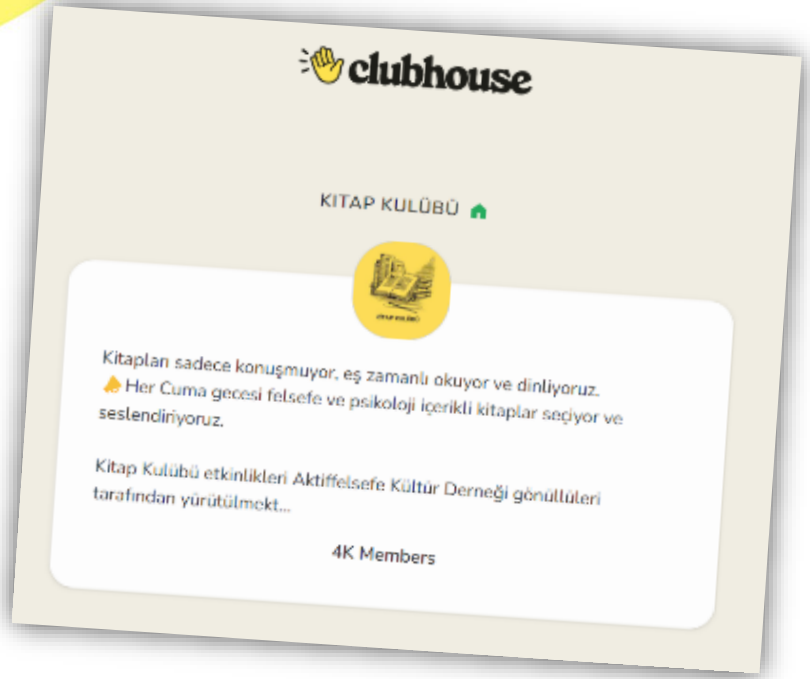 clubhouse
KITAP KULÜBÜ
Kitapları sadece konuşmuyor, eş zamanlı okuyor ve dinliyoruz.
Her Cuma gecesi felsefe ve psikoloji içerikli kitaplar seçiyor ve
seslendiriyoruz.
Kitap Kulübü etkinlikleri Aktiffelsefe Kültür Derneği gönüllüleri
tarafından yürütülmekt...
4K Members